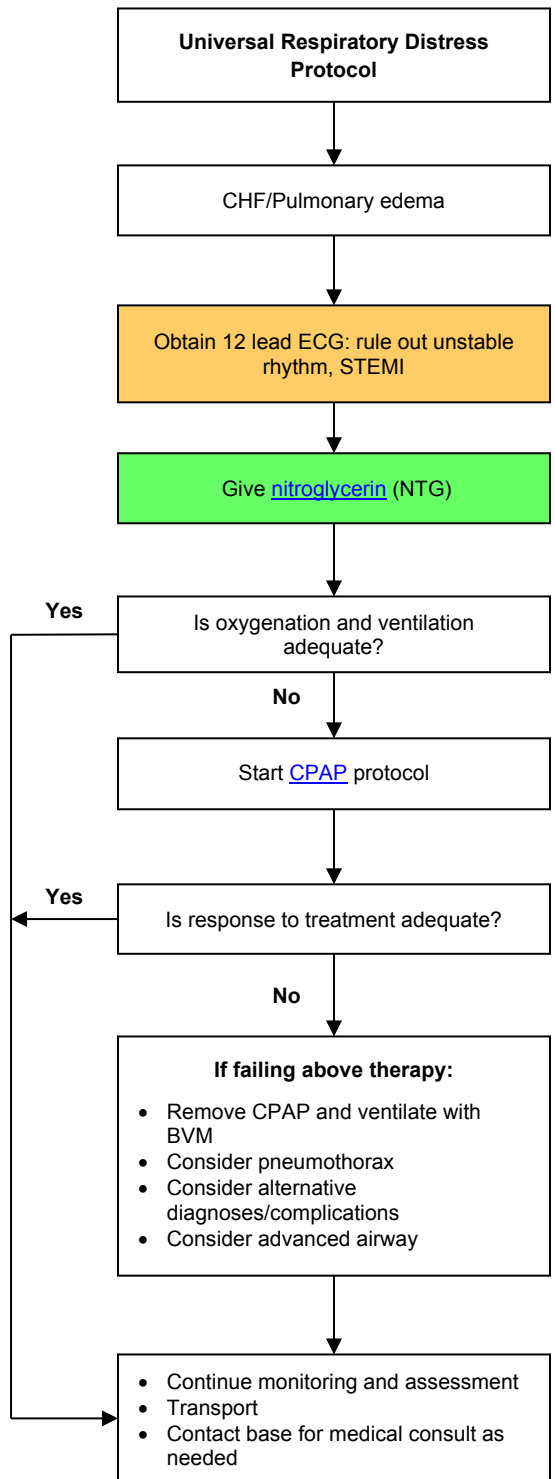 Universal Respiratory Distress
Protocol
CHF/Pulmonary edema
Obtain 12 lead ECG: rule out unstable
rhythm, STEMI
Give nitroglycerin (NTG)
Yes
Is oxygenation and ventilation
adequate?
No
Start CPAP protocol
Yes
Is response to treatment adequate?
No
If failing above therapy:
• Remove CPAP and ventilate with
BVM
• Consider pneumothorax
• Consider alternative
diagnoses/complications
• Consider advanced airway
• Continue monitoring and assessment
• Transport
• Contact base for medical consult as
needed